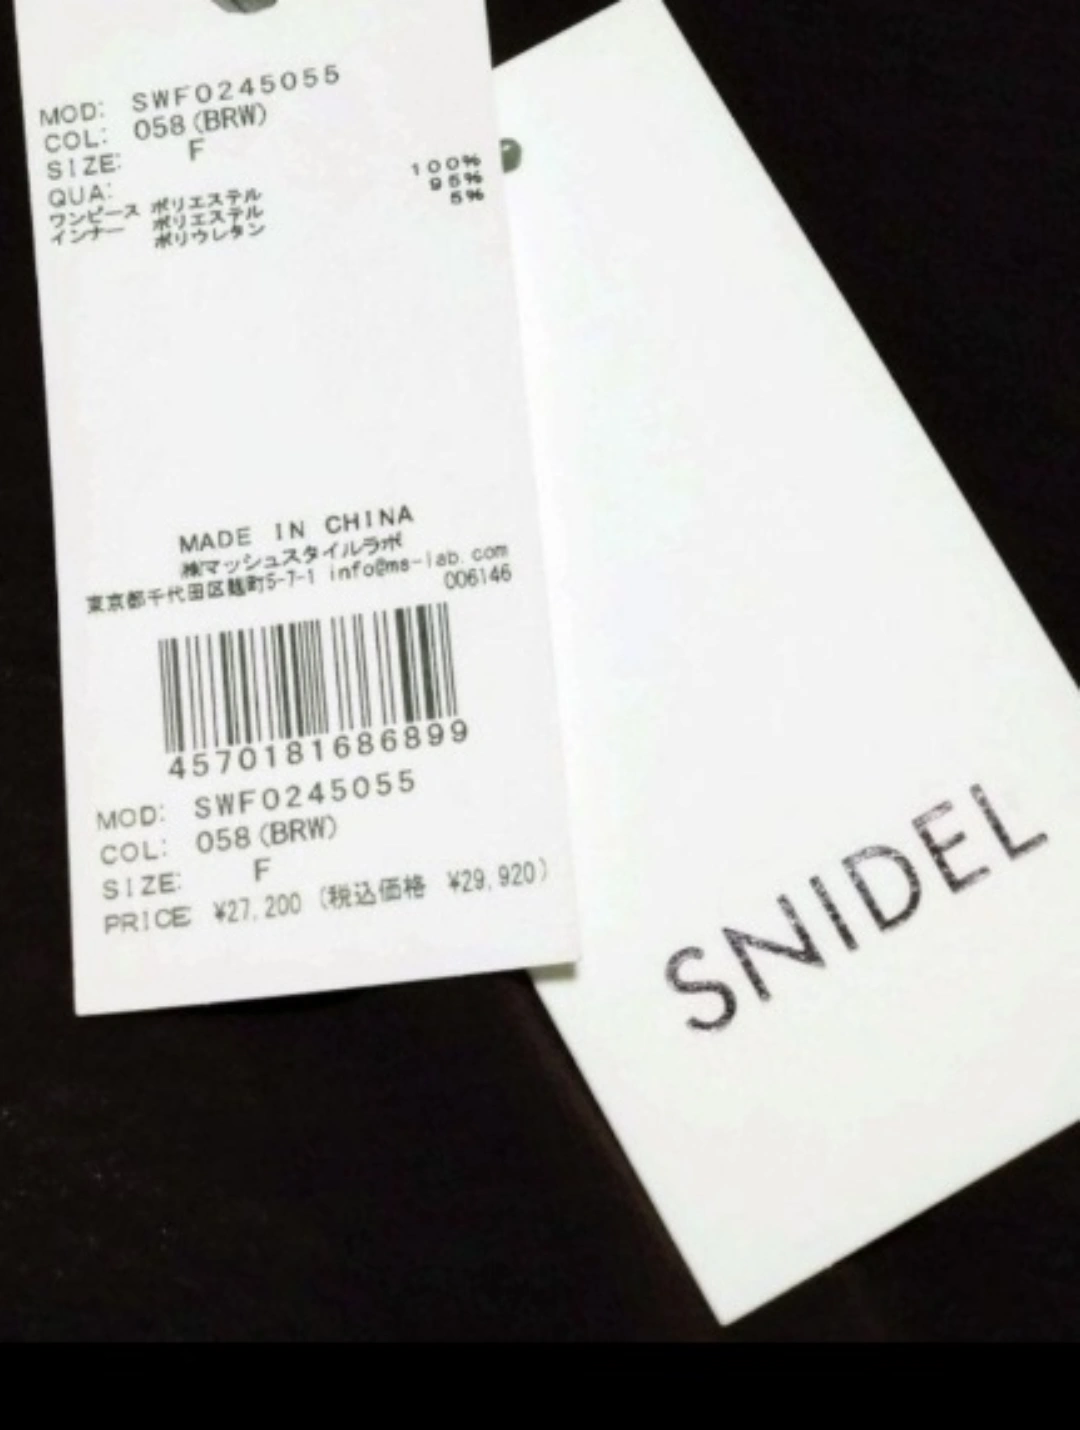 MOD: SWFO245055
COL: 058 (BRW)
SIZE: F
QUA:
ワンピース ポリエステル 100%
インナー ポリエステル 95%
ポリウレタン 5%
MADE IN CHINA
㈱マッシュスタイルラボ
東京都千代田区麹町5-7-1 info@ms-lab.com
006146
4570181686899
MOD: SWFO245055
COL: 058 (BRW)
SIZE: F
PRICE ¥27,200 (税込価格 ¥29,920)
SNIDEL